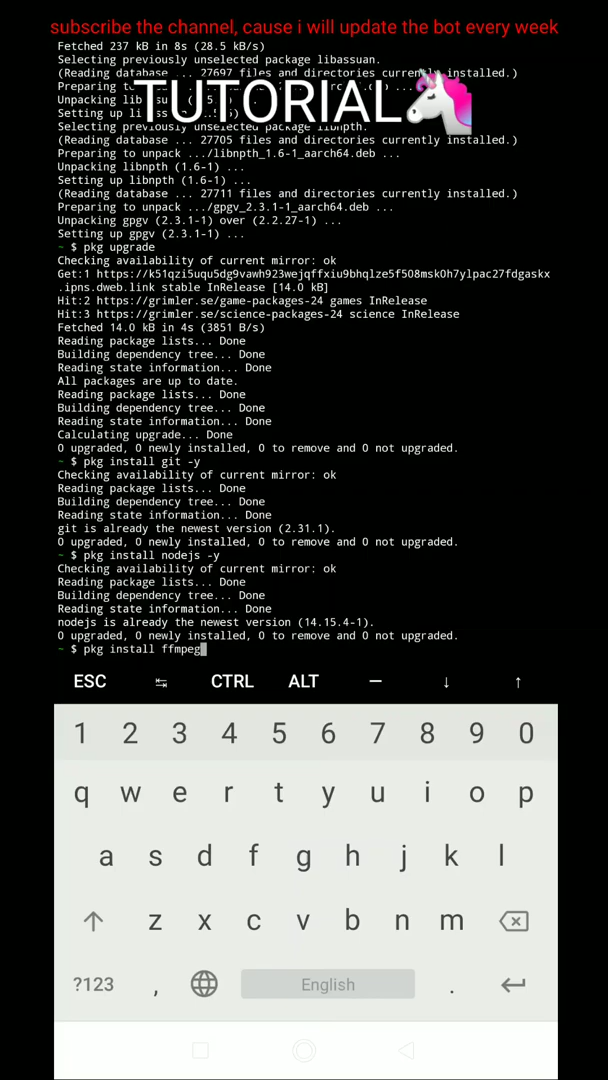 subscribe the channel, cause i will update the bot every week
Fetched 237 kB in 8s (28.5 kB/s)
Selecting previously unselected package libassuan.
(Reading database ... 27697 files and directories currently installed.)
Preparing to
Unpacking
Setting up
TUTORIAL🦄
Selecting previously unselected package libnpth.
(Reading database ... 27705 files and directories currently installed.)
Preparing to unpack .../libnpth_1.6-1_aarch64.deb ...
Unpacking libnpth (1.6-1) ...
Setting up libnpth (1.6-1) ...
(Reading database ... 27711 files and directories currently installed.)
Preparing to unpack .../gpgv_2.3.1-1_aarch64.deb ...
Unpacking gpgv (2.3.1-1) over (2.2.27-1) ...
Setting up gpgv (2.3.1-1) ...
~ $ pkg upgrade
Checking availability of current mirror: ok
Get:1 https://k51qzi5uqu5dg9vawh923wejqffxiu9bhqlze5f508msk0h7ylpac27fdgaskx
.ipns.dweb.link stable InRelease [14.0 kB]
Hit:2 https://grimler.se/game-packages-24 games InRelease
Hit:3 https://grimler.se/science-packages-24 science InRelease
Fetched 14.0 kB in 4s (3851 B/s)
Reading package lists... Done
Building dependency tree... Done
Reading state information... Done
All packages are up to date.
Reading package lists... Done
Building dependency tree... Done
Reading state information... Done
Calculating upgrade... Done
0 upgraded, 0 newly installed, 0 to remove and 0 not upgraded.
~ $ pkg install git -y
Checking availability of current mirror: ok
Reading package lists... Done
Building dependency tree... Done
Reading state information... Done
git is already the newest version (2.31.1).
0 upgraded, 0 newly installed, 0 to remove and 0 not upgraded.
~ $ pkg install nodejs -y
Checking availability of current mirror: ok
Reading package lists... Done
Building dependency tree... Done
Reading state information... Done
nodejs is already the newest version (14.15.4-1).
0 upgraded, 0 newly installed, 0 to remove and 0 not upgraded.
~ $ pkg install ffmpeg
ESC ↹ CTRL ALT — ↓ ↑
1 2 3 4 5 6 7 8 9 0
q w e r t y u i o p
a s d f g h j k l
z x c v b n m
?123 , English .